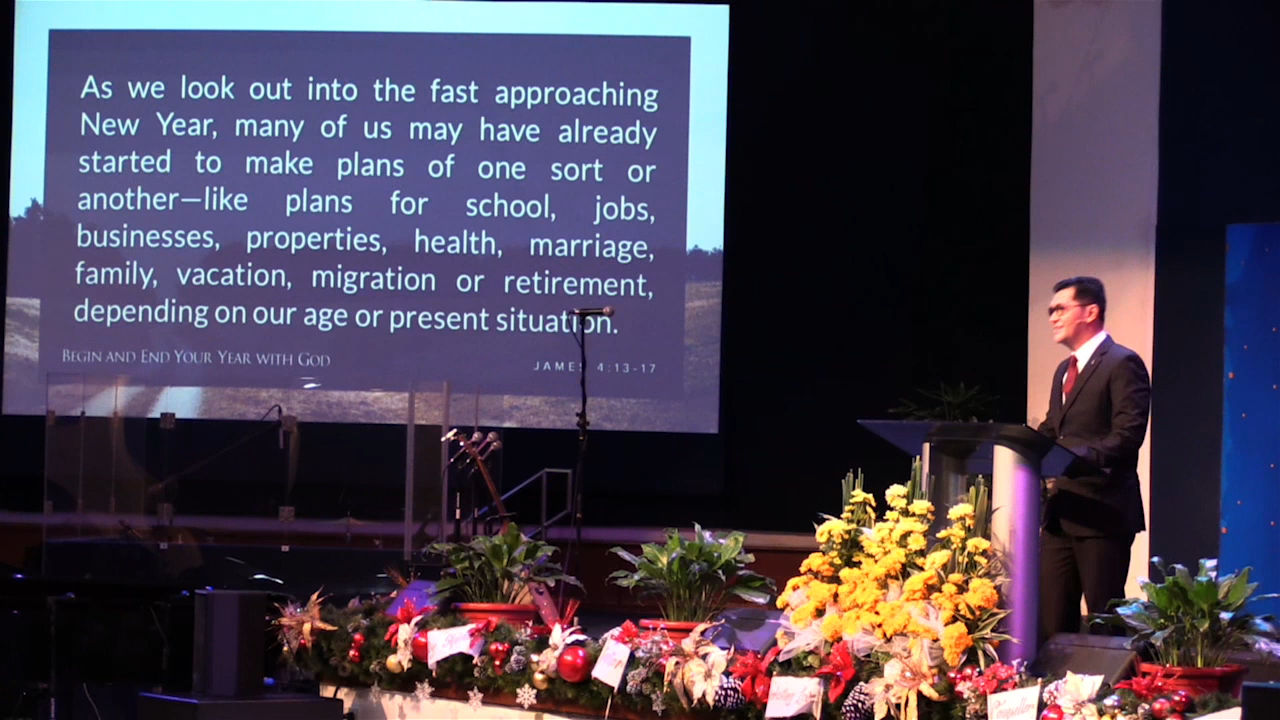 As we look out into the fast approaching
New Year, many of us may have already
started to make plans of one sort or
another—like plans for school, jobs,
businesses, properties, health, marriage,
family, vacation, migration or retirement,
depending on our age or present situation.
BEGIN AND END YOUR YEAR WITH GOD
JAMES 4:13-17